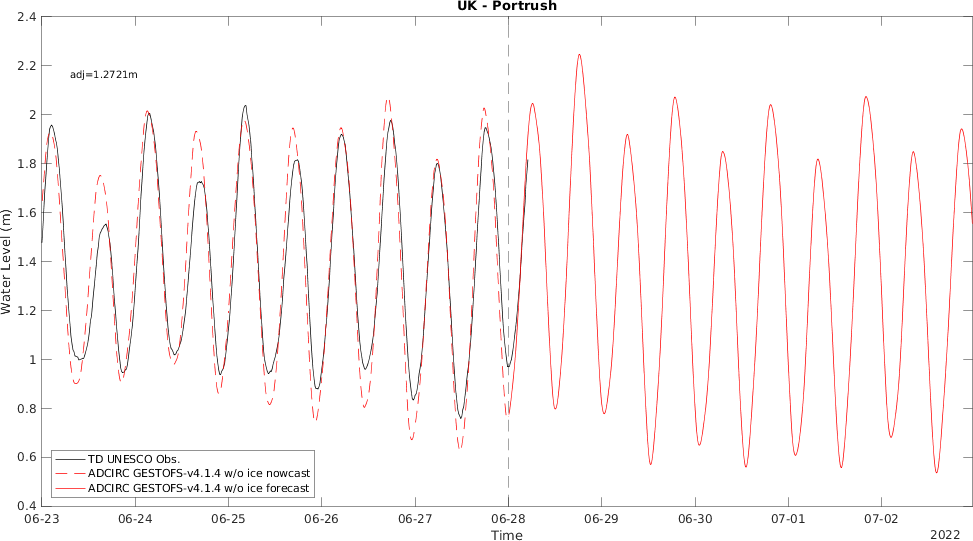 UK - Portrush
2.4
2.2
2
1.8
1.6
1.4
1.2
1
0.8
0.6
0.4
Water Level (m)
adj=1.2721m
TD UNESCO Obs.
ADCIRC GESTOFS-v4.1.4 w/o ice nowcast
ADCIRC GESTOFS-v4.1.4 w/o ice forecast
06-23 06-24 06-25 06-26 06-27 06-28 06-29 06-30 07-01 07-02
Time
2022